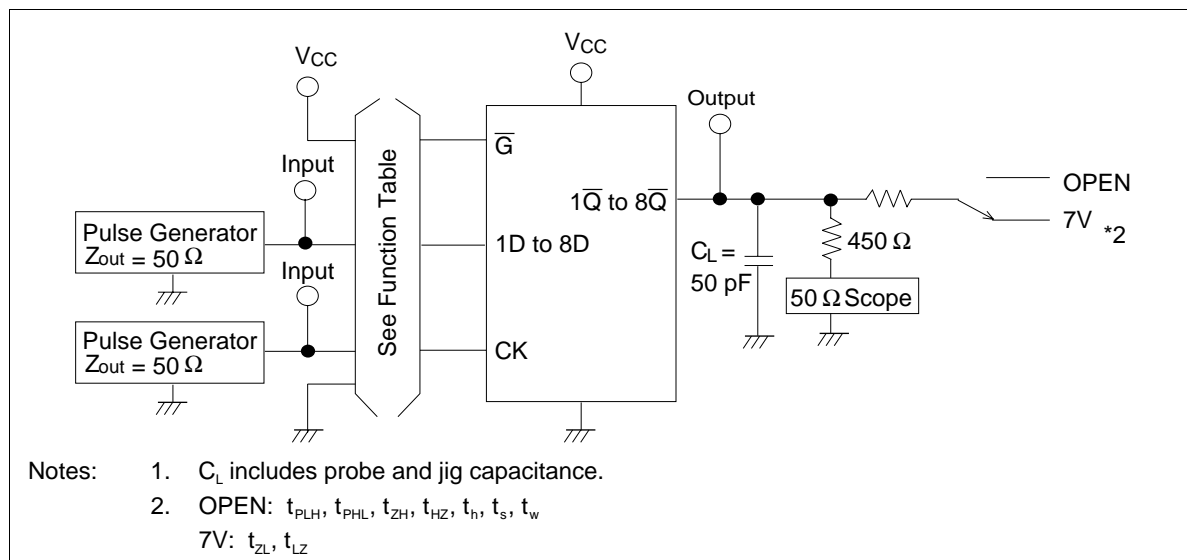 VCC
VCC
Output
Input
See Function Table
G̅
OPEN
1Q̅ to 8Q̅
7V
*2
Pulse Generator
Zout = 50 Ω
1D to 8D
CL =
50 pF
450 Ω
Input
50 Ω Scope
Pulse Generator
Zout = 50 Ω
CK
Notes: 1. CL includes probe and jig capacitance.
2. OPEN: tPLH, tPHL, tZH, tHZ, th, ts, tw
7V: tZL, tLZ